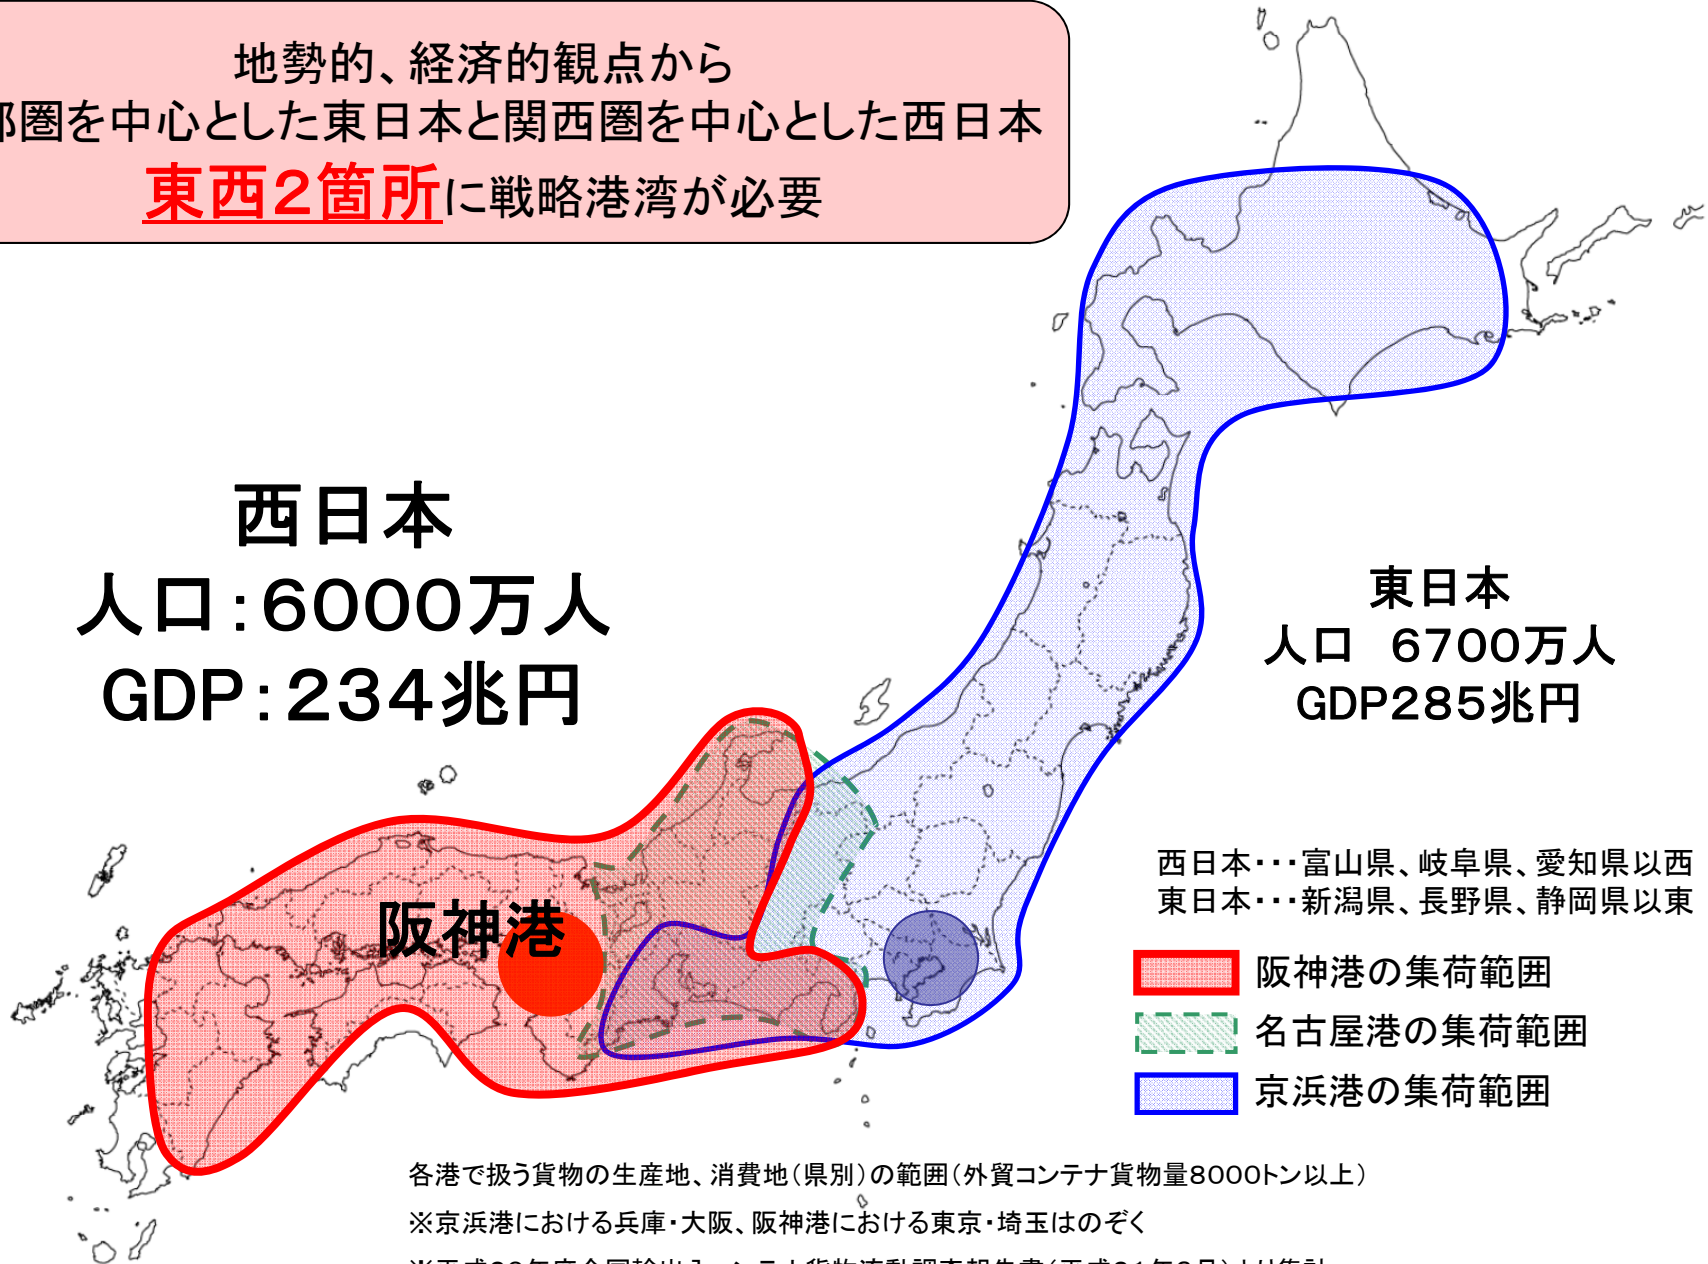 地勢的、経済的観点から
都圏を中心とした東日本と関西圏を中心とした西日本
東西2箇所に戦略港湾が必要
西日本
人口:6000万人
GDP:234兆円
東日本
人口　6700万人
GDP285兆円
西日本・・・富山県、岐阜県、愛知県以西
東日本・・・新潟県、長野県、静岡県以東
阪神港
阪神港の集荷範囲
名古屋港の集荷範囲
京浜港の集荷範囲
各港で扱う貨物の生産地、消費地(県別)の範囲(外貿コンテナ貨物量8000トン以上)
※京浜港における兵庫・大阪、阪神港における東京・埼玉はのぞく